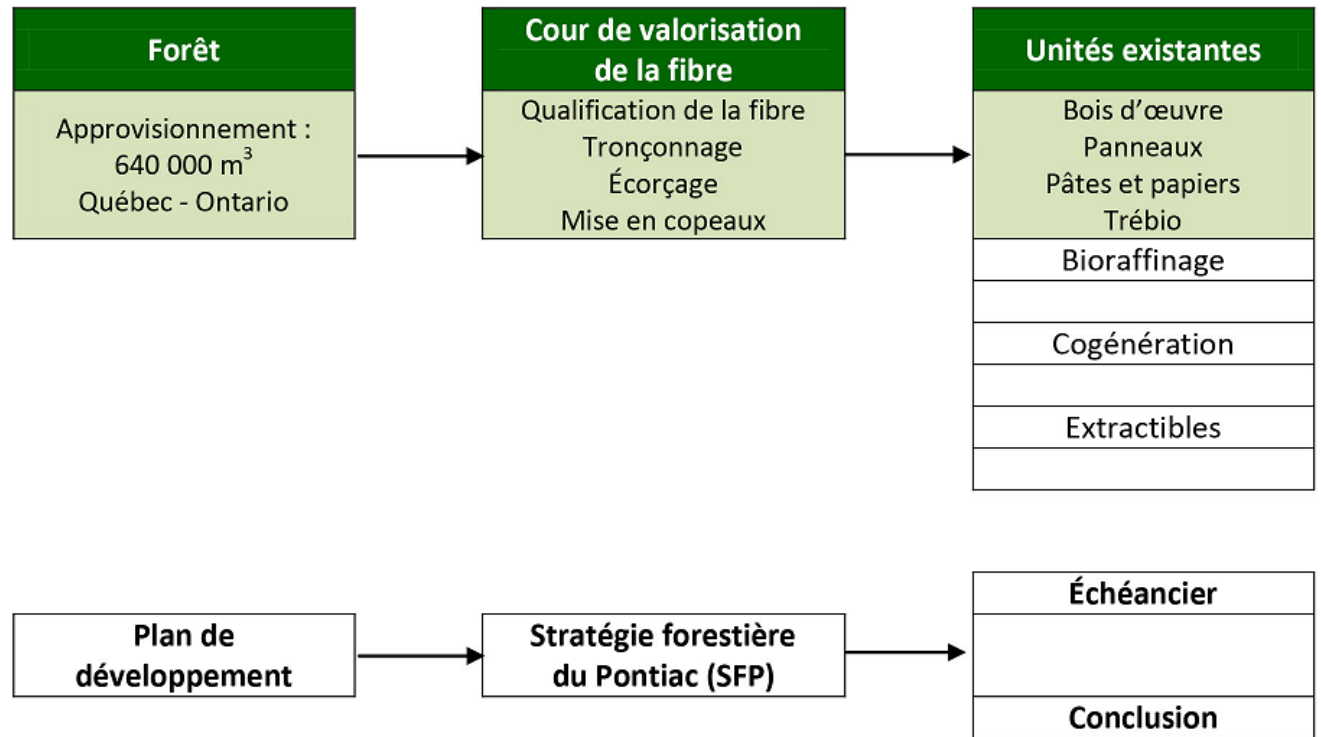 Forêt
Approvisionnement :
640 000 m³
Québec - Ontario
Cour de valorisation
de la fibre
Qualification de la fibre
Tronçonnage
Écorçage
Mise en copeaux
Unités existantes
Bois d’œuvre
Panneaux
Pâtes et papiers
Trébio
Bioraffinage
Cogénération
Extractibles
Plan de
développement
Stratégie forestière
du Pontiac (SFP)
Échéancier
Conclusion